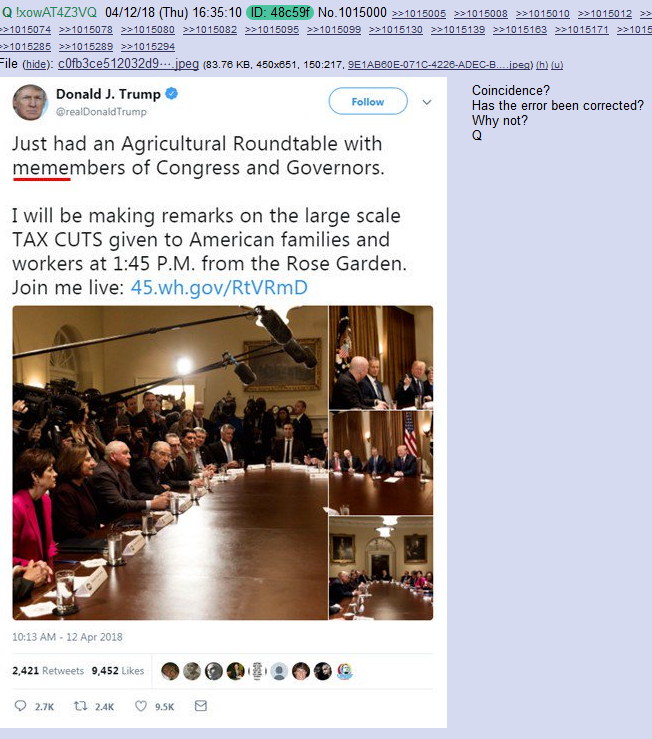 Q !xowAT4Z3VQ 04/12/18 (Thu) 16:35:10 ID: 48c59f No.1015000 >>1015005 >>1015008 >>1015010 >>1015012 >>
>>1015074 >>1015078 >>1015080 >>1015082 >>1015095 >>1015099 >>1015130 >>1015139 >>1015163 >>1015171 >>1015
>>1015285 >>1015289 >>1015294
File (hide): c0fb3ce512032d9⋯.jpeg (83.76 KB, 450x651, 150:217, 9E1AB60E-071C-4226-ADEC-B….jpeg) (h) (u)
Donald J. Trump
@realDonaldTrump
Follow
Just had an Agricultural Roundtable with
memembers of Congress and Governors.
I will be making remarks on the large scale
TAX CUTS given to American families and
workers at 1:45 P.M. from the Rose Garden.
Join me live: 45.wh.gov/RtVRmD
10:13 AM - 12 Apr 2018
2,421 Retweets 9,452 Likes
2.7K 2.4K 9.5K
Coincidence?
Has the error been corrected?
Why not?
Q